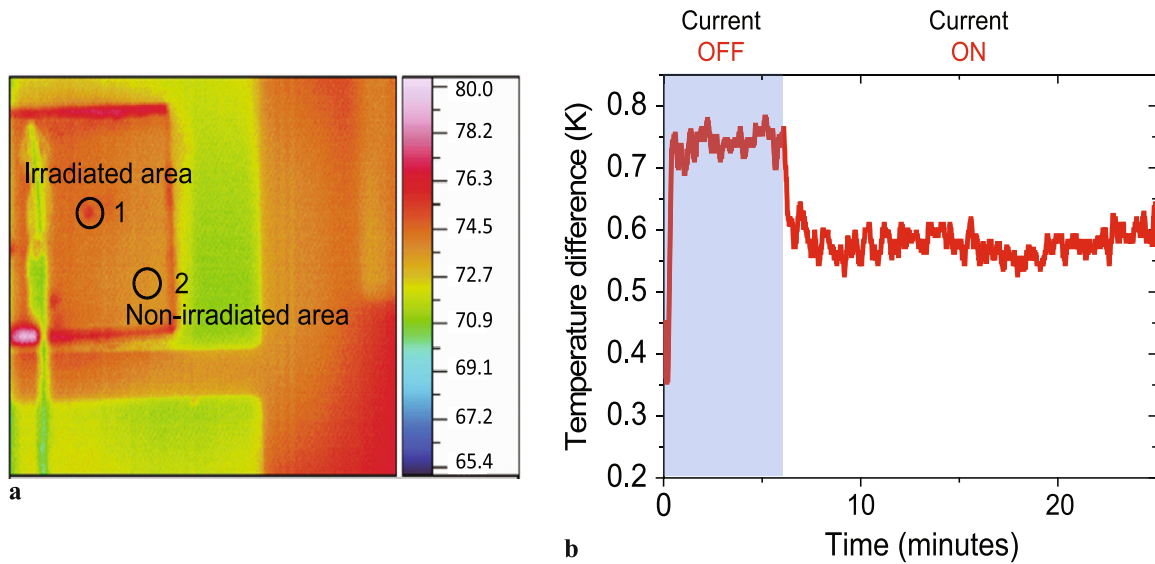 Irradiated area
1
2
Non-irradiated area
80.0
78.2
76.3
74.5
72.7
70.9
69.1
67.2
65.4
a
Current
OFF
Current
ON
Temperature difference (K)
0.8
0.7
0.6
0.5
0.4
0.3
0.2
0
10
20
Time (minutes)
b